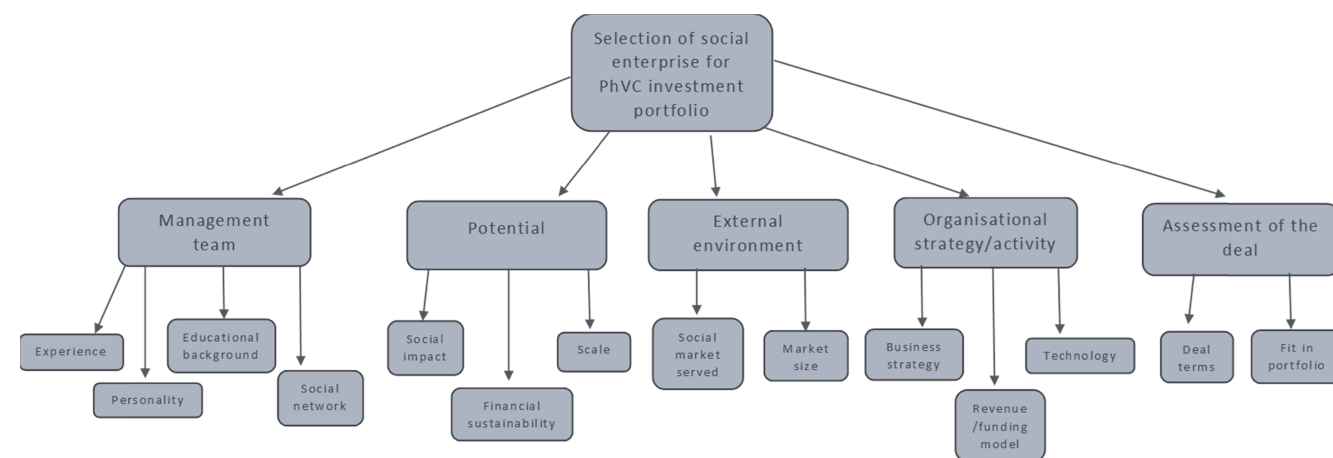 Selection of social
enterprise for
PhVC investment
portfolio
Management
team
Potential
External
environment
Organisational
strategy/activity
Assessment of the
deal
Experience
Personality
Educational
background
Social
network
Social
impact
Financial
sustainability
Scale
Social
market
served
Market
size
Business
strategy
Revenue
/funding
model
Technology
Deal
terms
Fit in
portfolio